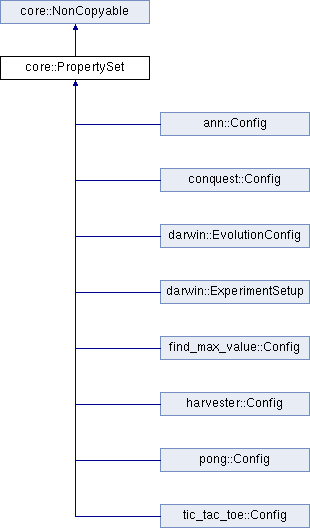 core::NonCopyable
core::PropertySet
ann::Config
conquest::Config
darwin::EvolutionConfig
darwin::ExperimentSetup
find_max_value::Config
harvester::Config
pong::Config
tic_tac_toe::Config